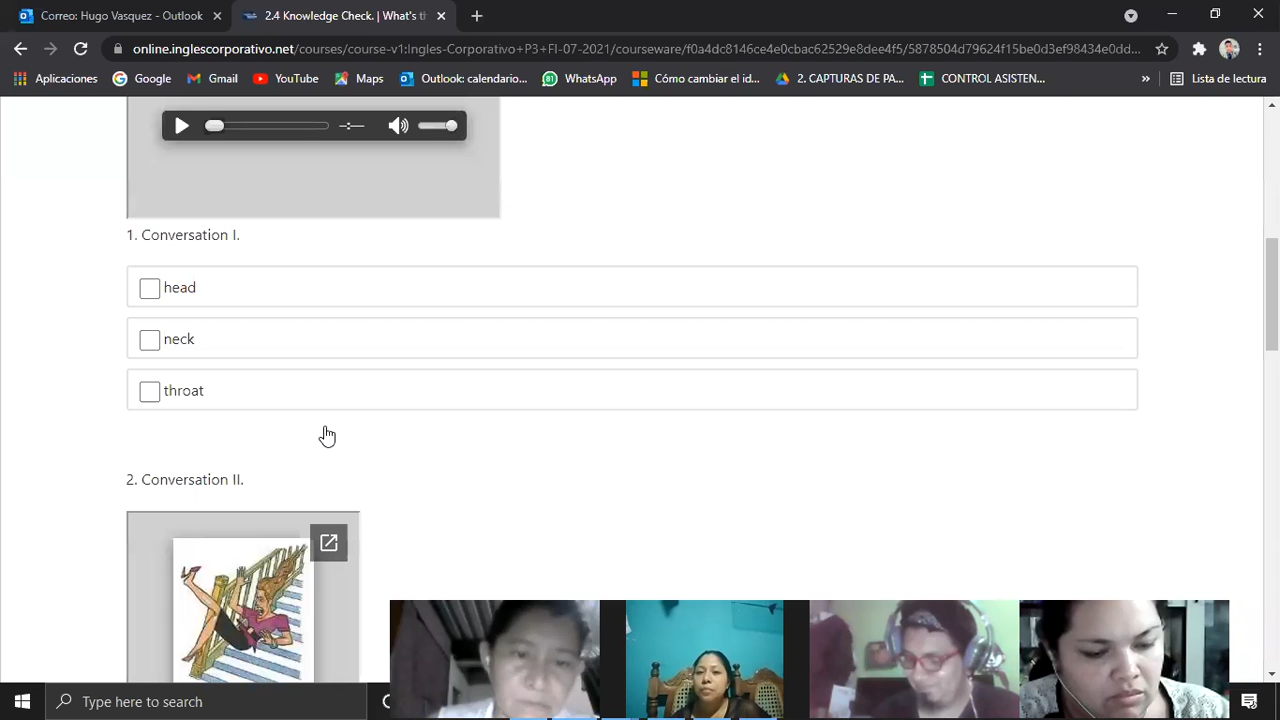 Correo: Hugo Vasquez - Outlook
2.4 Knowledge Check. | What's th
online.inglescorporativo.net/courses/course-v1:Ingles-Corporativo+P3+FI-07-2021/courseware/f0a4dc8146ce4e0cbac62529e8dee4f5/5878504d79624f15be0d3ef98434e0dd...
Aplicaciones
Google
Gmail
YouTube
Maps
Outlook: calendario...
81
WhatsApp
Cómo cambiar el id...
2. CAPTURAS DE PA...
CONTROL ASISTEN...
»
Lista de lectura
1. Conversation I.
head
neck
throat
2. Conversation II.
Type here to search